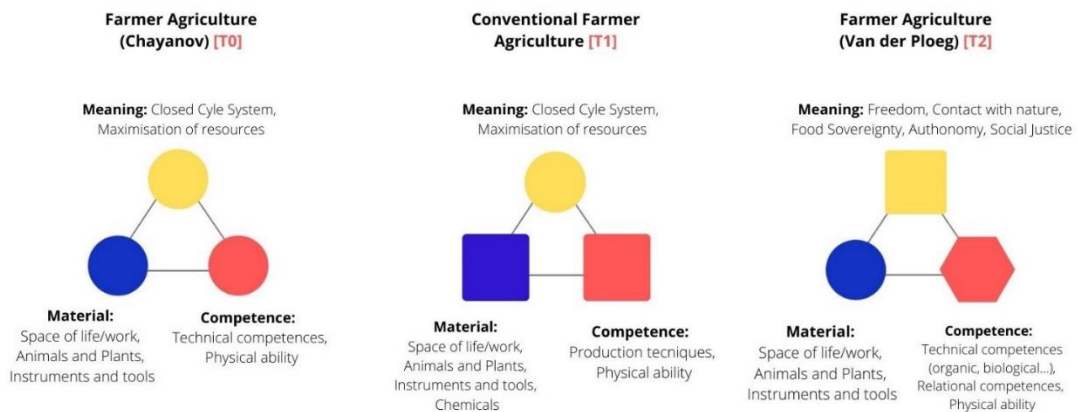 Farmer Agriculture
(Chayanov) [T0]
Meaning: Closed Cyle System,
Maximisation of resources
Material:
Space of life/work,
Animals and Plants,
Instruments and tools
Competence:
Technical competences,
Physical ability
Conventional Farmer
Agriculture [T1]
Meaning: Closed Cyle System,
Maximisation of resources
Material:
Space of life/work,
Animals and Plants,
Instruments and tools,
Chemicals
Competence:
Production tecniques,
Physical ability
Farmer Agriculture
(Van der Ploeg) [T2]
Meaning: Freedom, Contact with nature,
Food Sovereignty, Authonomy, Social Justice
Material:
Space of life/work,
Animals and Plants,
Instruments and tools
Competence:
Technical competences
(organic, biological...),
Relational competences,
Physical ability